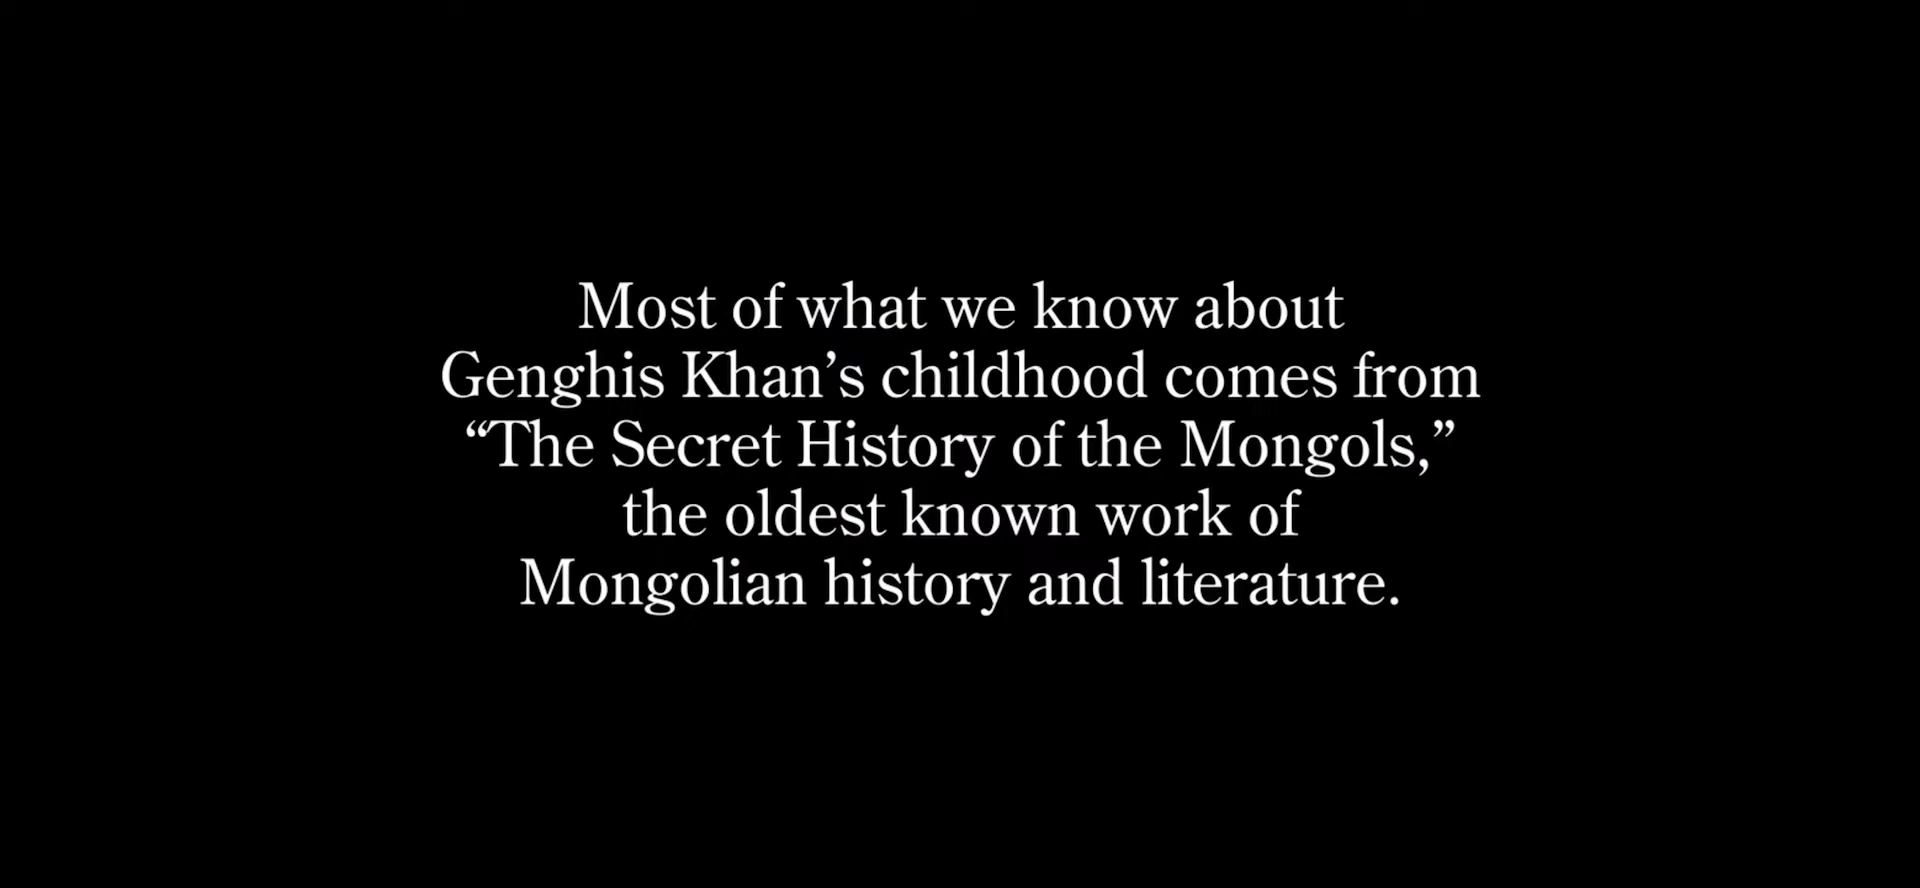 Most of what we know about
Genghis Khan’s childhood comes from
“The Secret History of the Mongols,”
the oldest known work of
Mongolian history and literature.